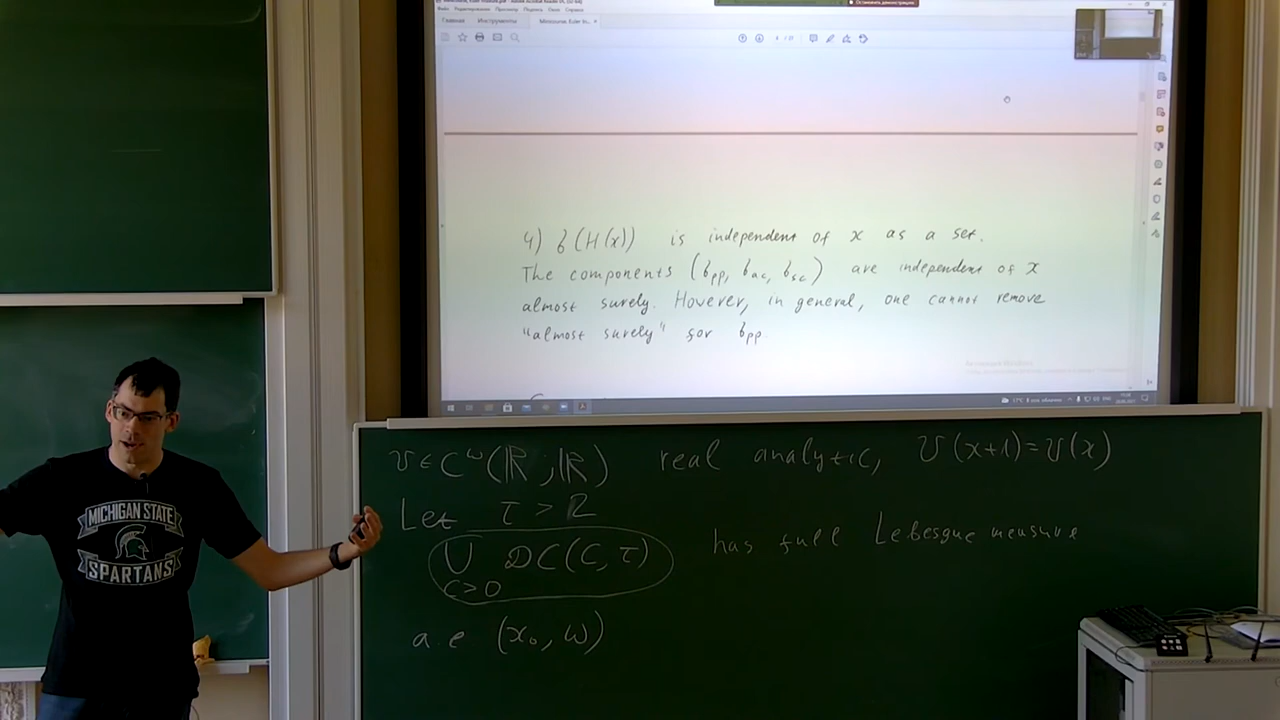 Главная Инструменты
4) σ(H(x)) is independent of x as a set.
The components (σpp, σac, σsc) are independent of x
almost surely. However, in general, one cannot remove
"almost surely" for σpp.
v ∈ C^ω(ℝ; ℝ) real analytic, v(x+1)=v(x)
Let τ > 2
⋃ DC(C, τ) has full Lebesgue measure
C>0
a.e (x₀, ω)
MICHIGAN STATE
SPARTANS